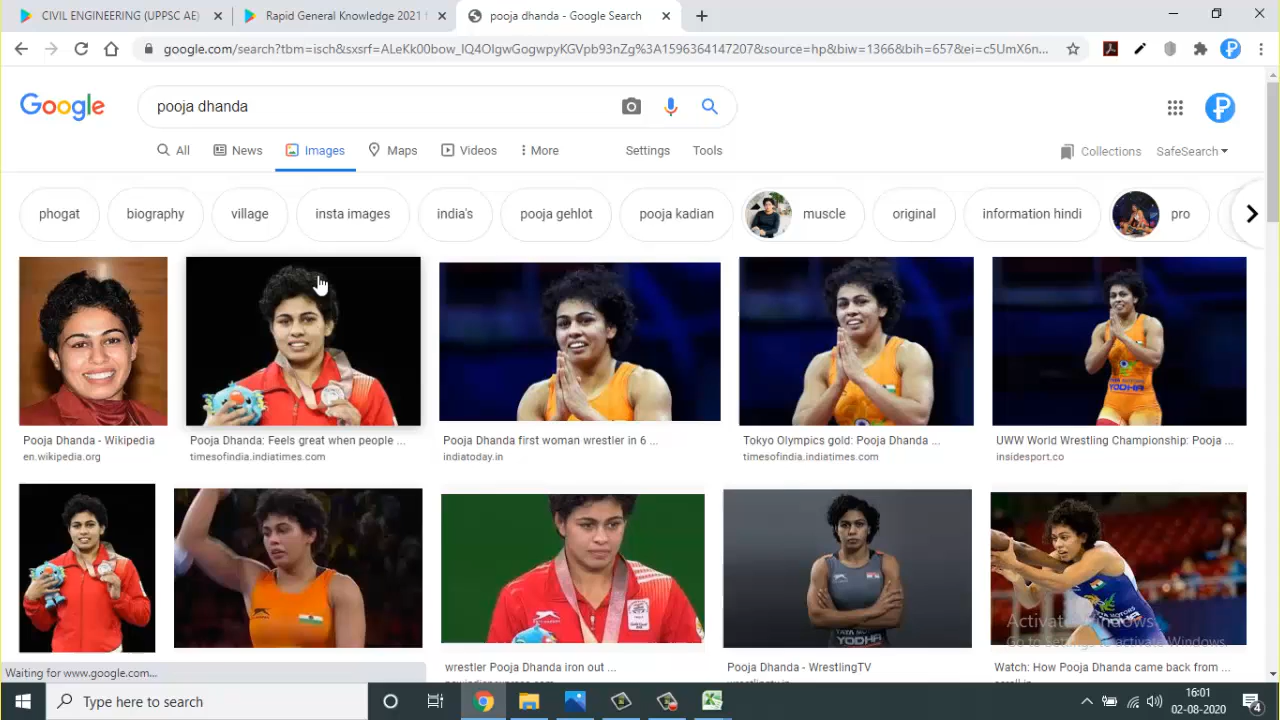 CIVIL ENGINEERING (UPPSC AE)
Rapid General Knowledge 2021
pooja dhanda - Google Search
google.com/search?tbm=isch&sxsrf=ALeKk00bow_IQ4OIgwGogwpyKGVpb93nZg%3A1596364147207&source=hp&biw=1366&bih=657&ei=c5UmX6n...
Google
pooja dhanda
All
News
Images
Maps
Videos
More
Settings
Tools
Collections
SafeSearch
phogat
biography
village
insta images
india's
pooja gehlot
pooja kadian
muscle
original
information hindi
pro
Pooja Dhanda - Wikipedia
en.wikipedia.org
Pooja Dhanda: Feels great when people ...
timesofindia.indiatimes.com
Pooja Dhanda first woman wrestler in 6 ...
indiatoday.in
Tokyo Olympics gold: Pooja Dhanda ...
timesofindia.indiatimes.com
UWW World Wrestling Championship: Pooja ...
insidesport.co
YODHA
TATA MOTORS
YODHA
Activate Windows
Go to Settings to activate Windows.
wrestler Pooja Dhanda iron out ...
Pooja Dhanda - WrestlingTV
Watch: How Pooja Dhanda came back from ...
Waiting for www.google.com...
Type here to search
16:01
02-08-2020
4